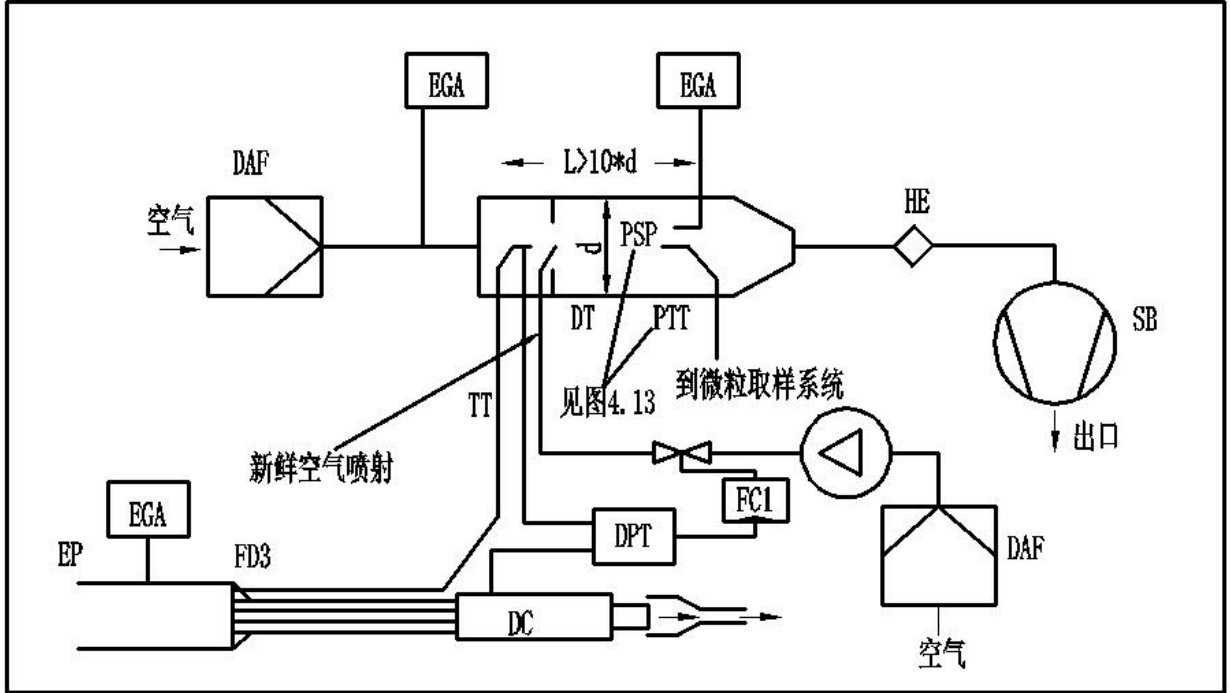 EGA
EGA
DAF
L>10*d
空气
HE
PSP
d
DT
PTT
SB
TT
见图4.13
到微粒取样系统
出口
新鲜空气喷射
EGA
FC1
DPT
EP
FD3
DAF
DC
空气